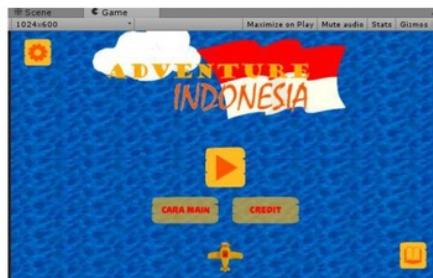 Scene Game
1024x600 Maximize on Play Mute audio Stats Gizmos
ADVENTURE
INDONESIA
CARA MAIN CREDIT